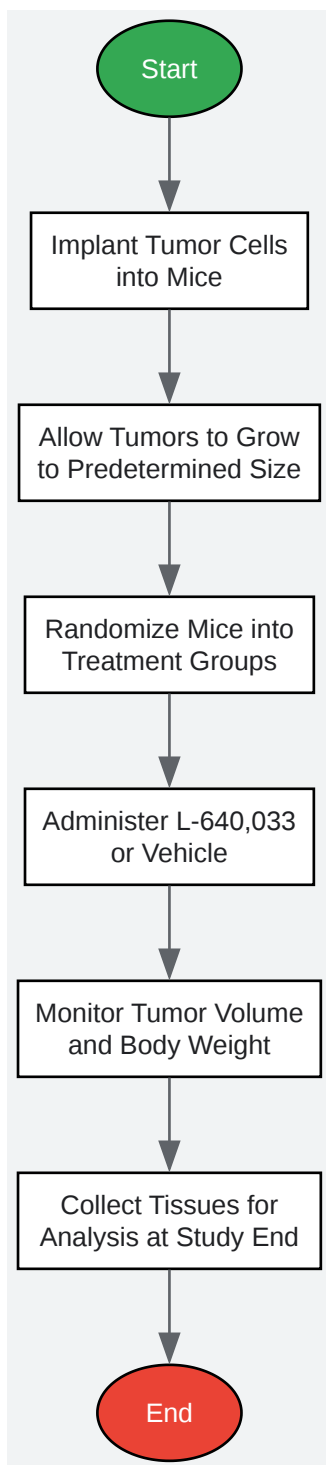 Start
Implant Tumor Cells
into Mice
Allow Tumors to Grow
to Predetermined Size
Randomize Mice into
Treatment Groups
Administer L-640,033
or Vehicle
Monitor Tumor Volume
and Body Weight
Collect Tissues for
Analysis at Study End
End